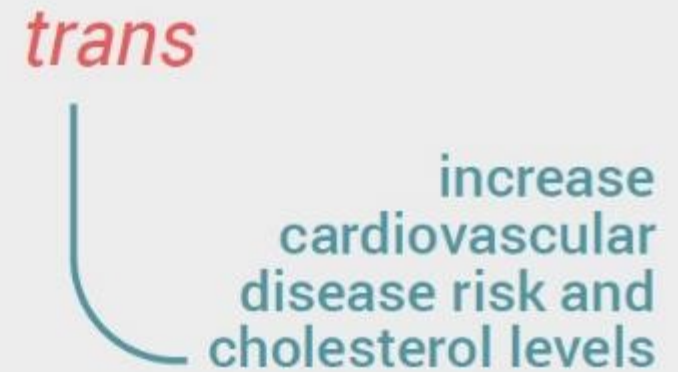 trans
increase
cardiovascular
disease risk and
cholesterol levels